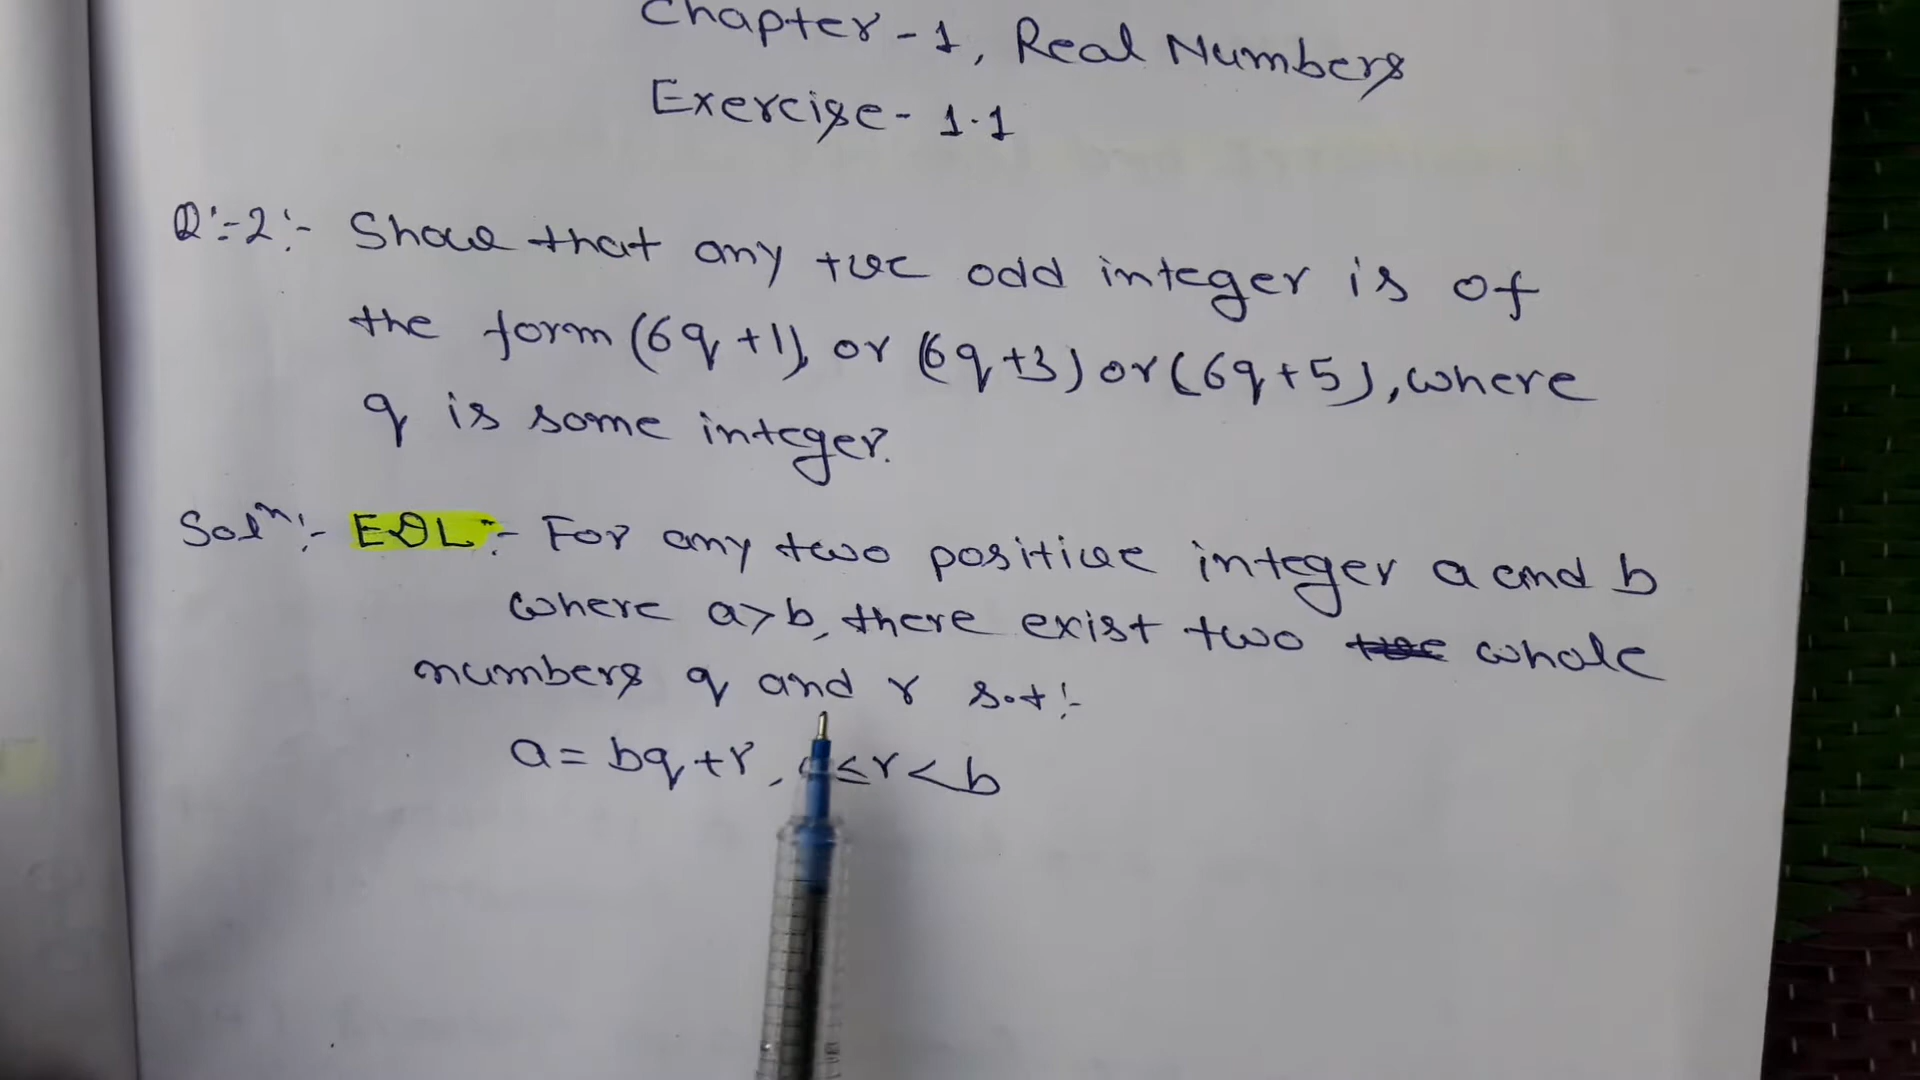 Chapter-1, Real Numbers
Exercise- 1.1
Q:-2:- Show that any +ve odd integer is of
the form (6q+1), or (6q+3) or (6q+5), where
q is some integer.
Solⁿ:- EDL:- For any two positive integer a and b
where a>b, there exist two whole
numbers q and r s.t:-
a = bq+r, 0≤r<b